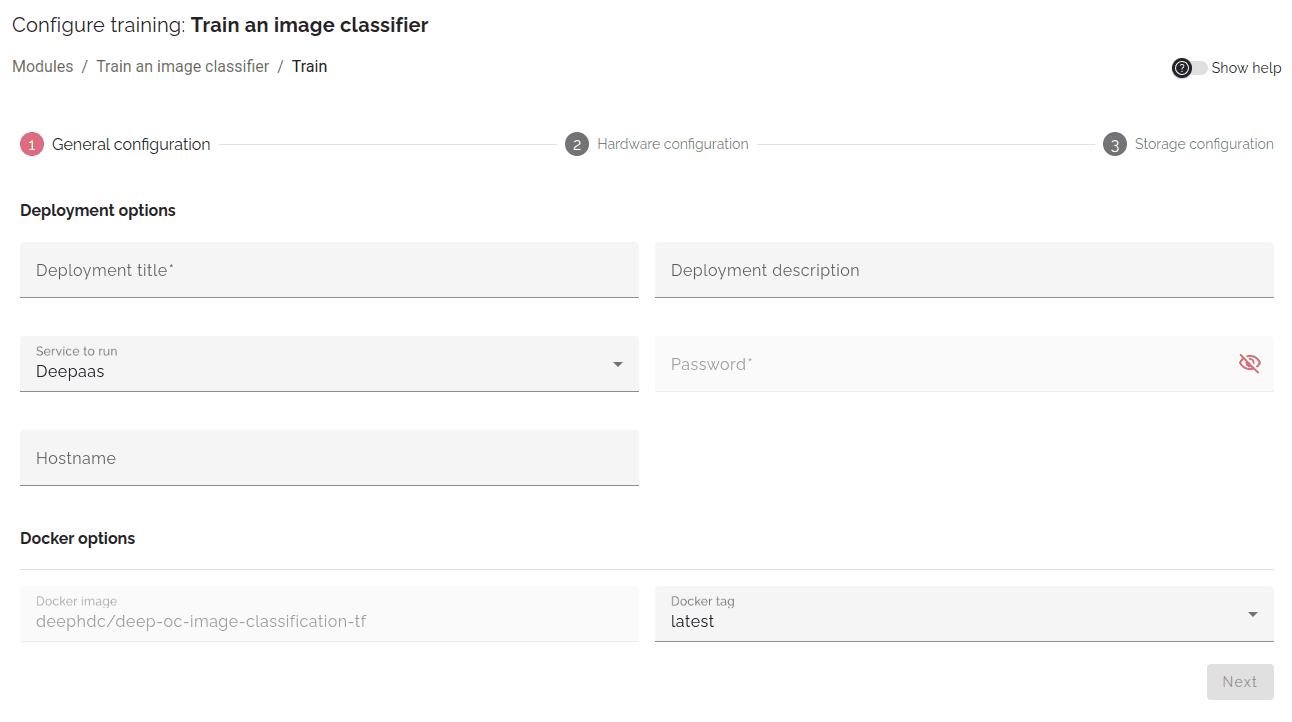 Configure training: Train an image classifier
Modules / Train an image classifier / Train
Show help
1 General configuration
2 Hardware configuration
3 Storage configuration
Deployment options
Deployment title*
Deployment description
Service to run
Deepaas
Password*
Hostname
Docker options
Docker image
deephdc/deep-oc-image-classification-tf
Docker tag
latest
Next